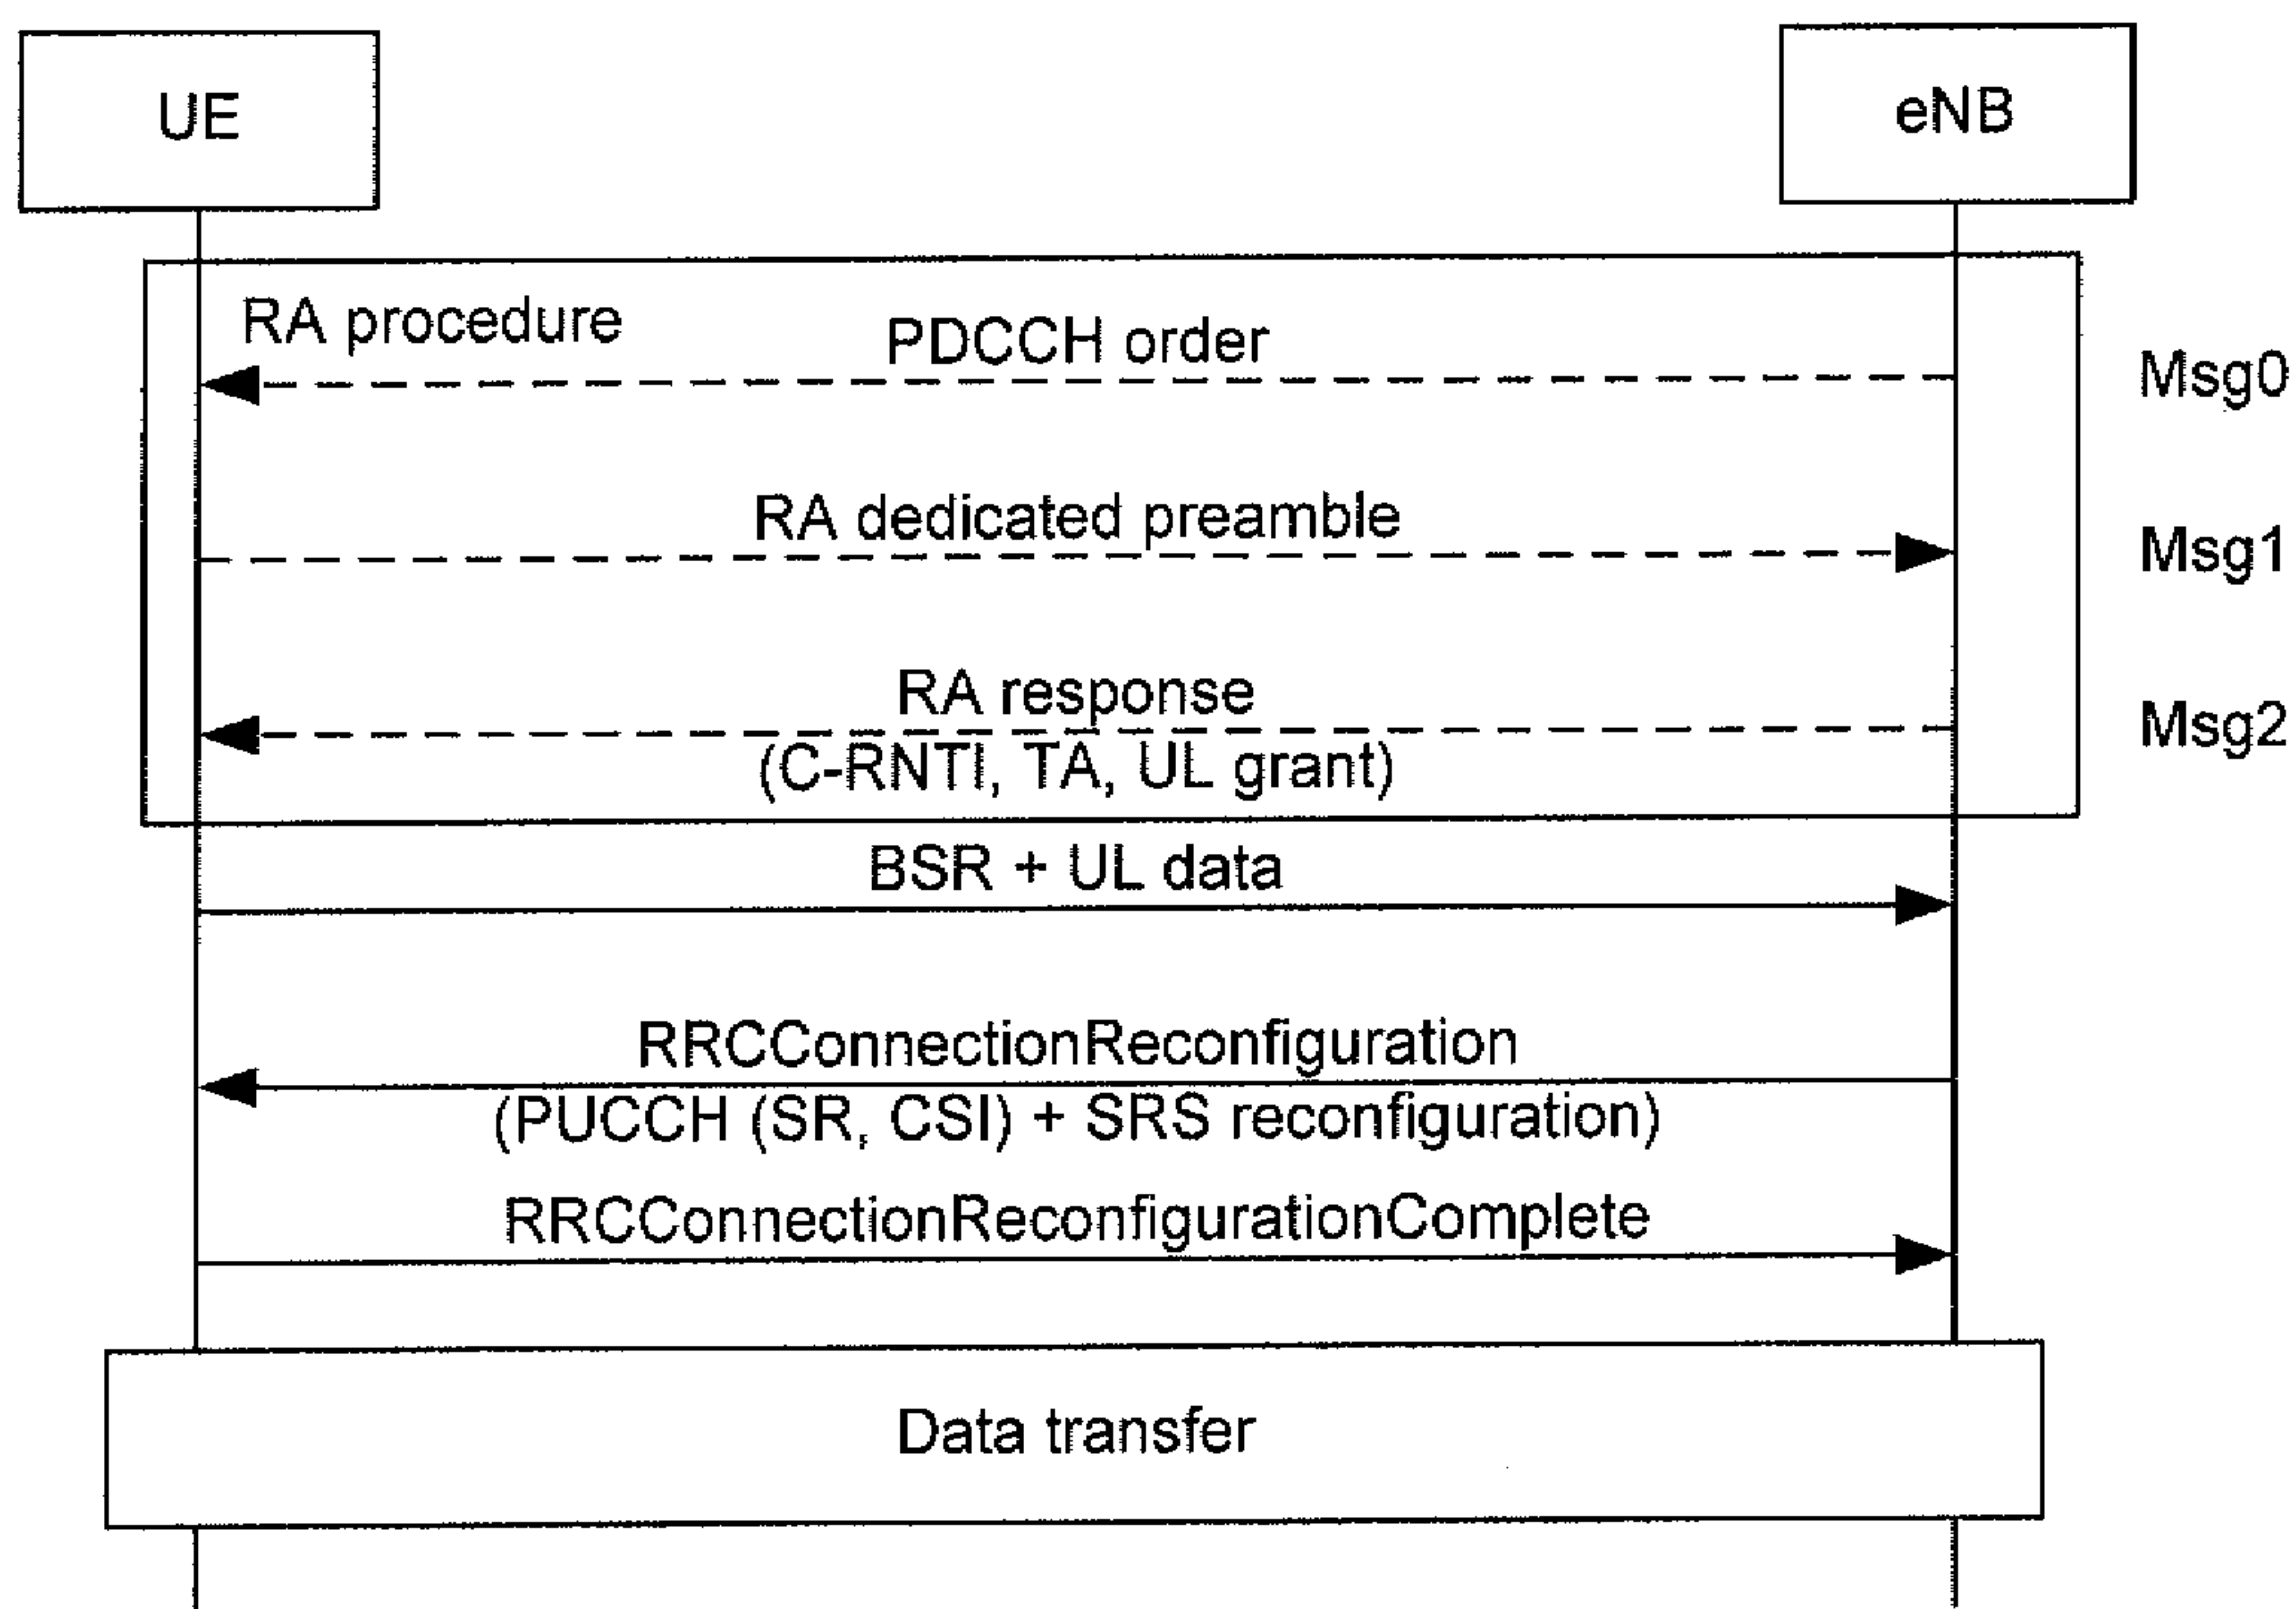 UE
eNB
RA procedure
PDCCH order
Msg0
RA dedicated preamble
Msg1
RA response
Msg2
(C-RNTI, TA, UL grant)
BSR + UL data
RRCConnectionReconfiguration
(PUCCH (SR, CSI) + SRS reconfiguration)
RRCConnectionReconfigurationComplete
Data transfer